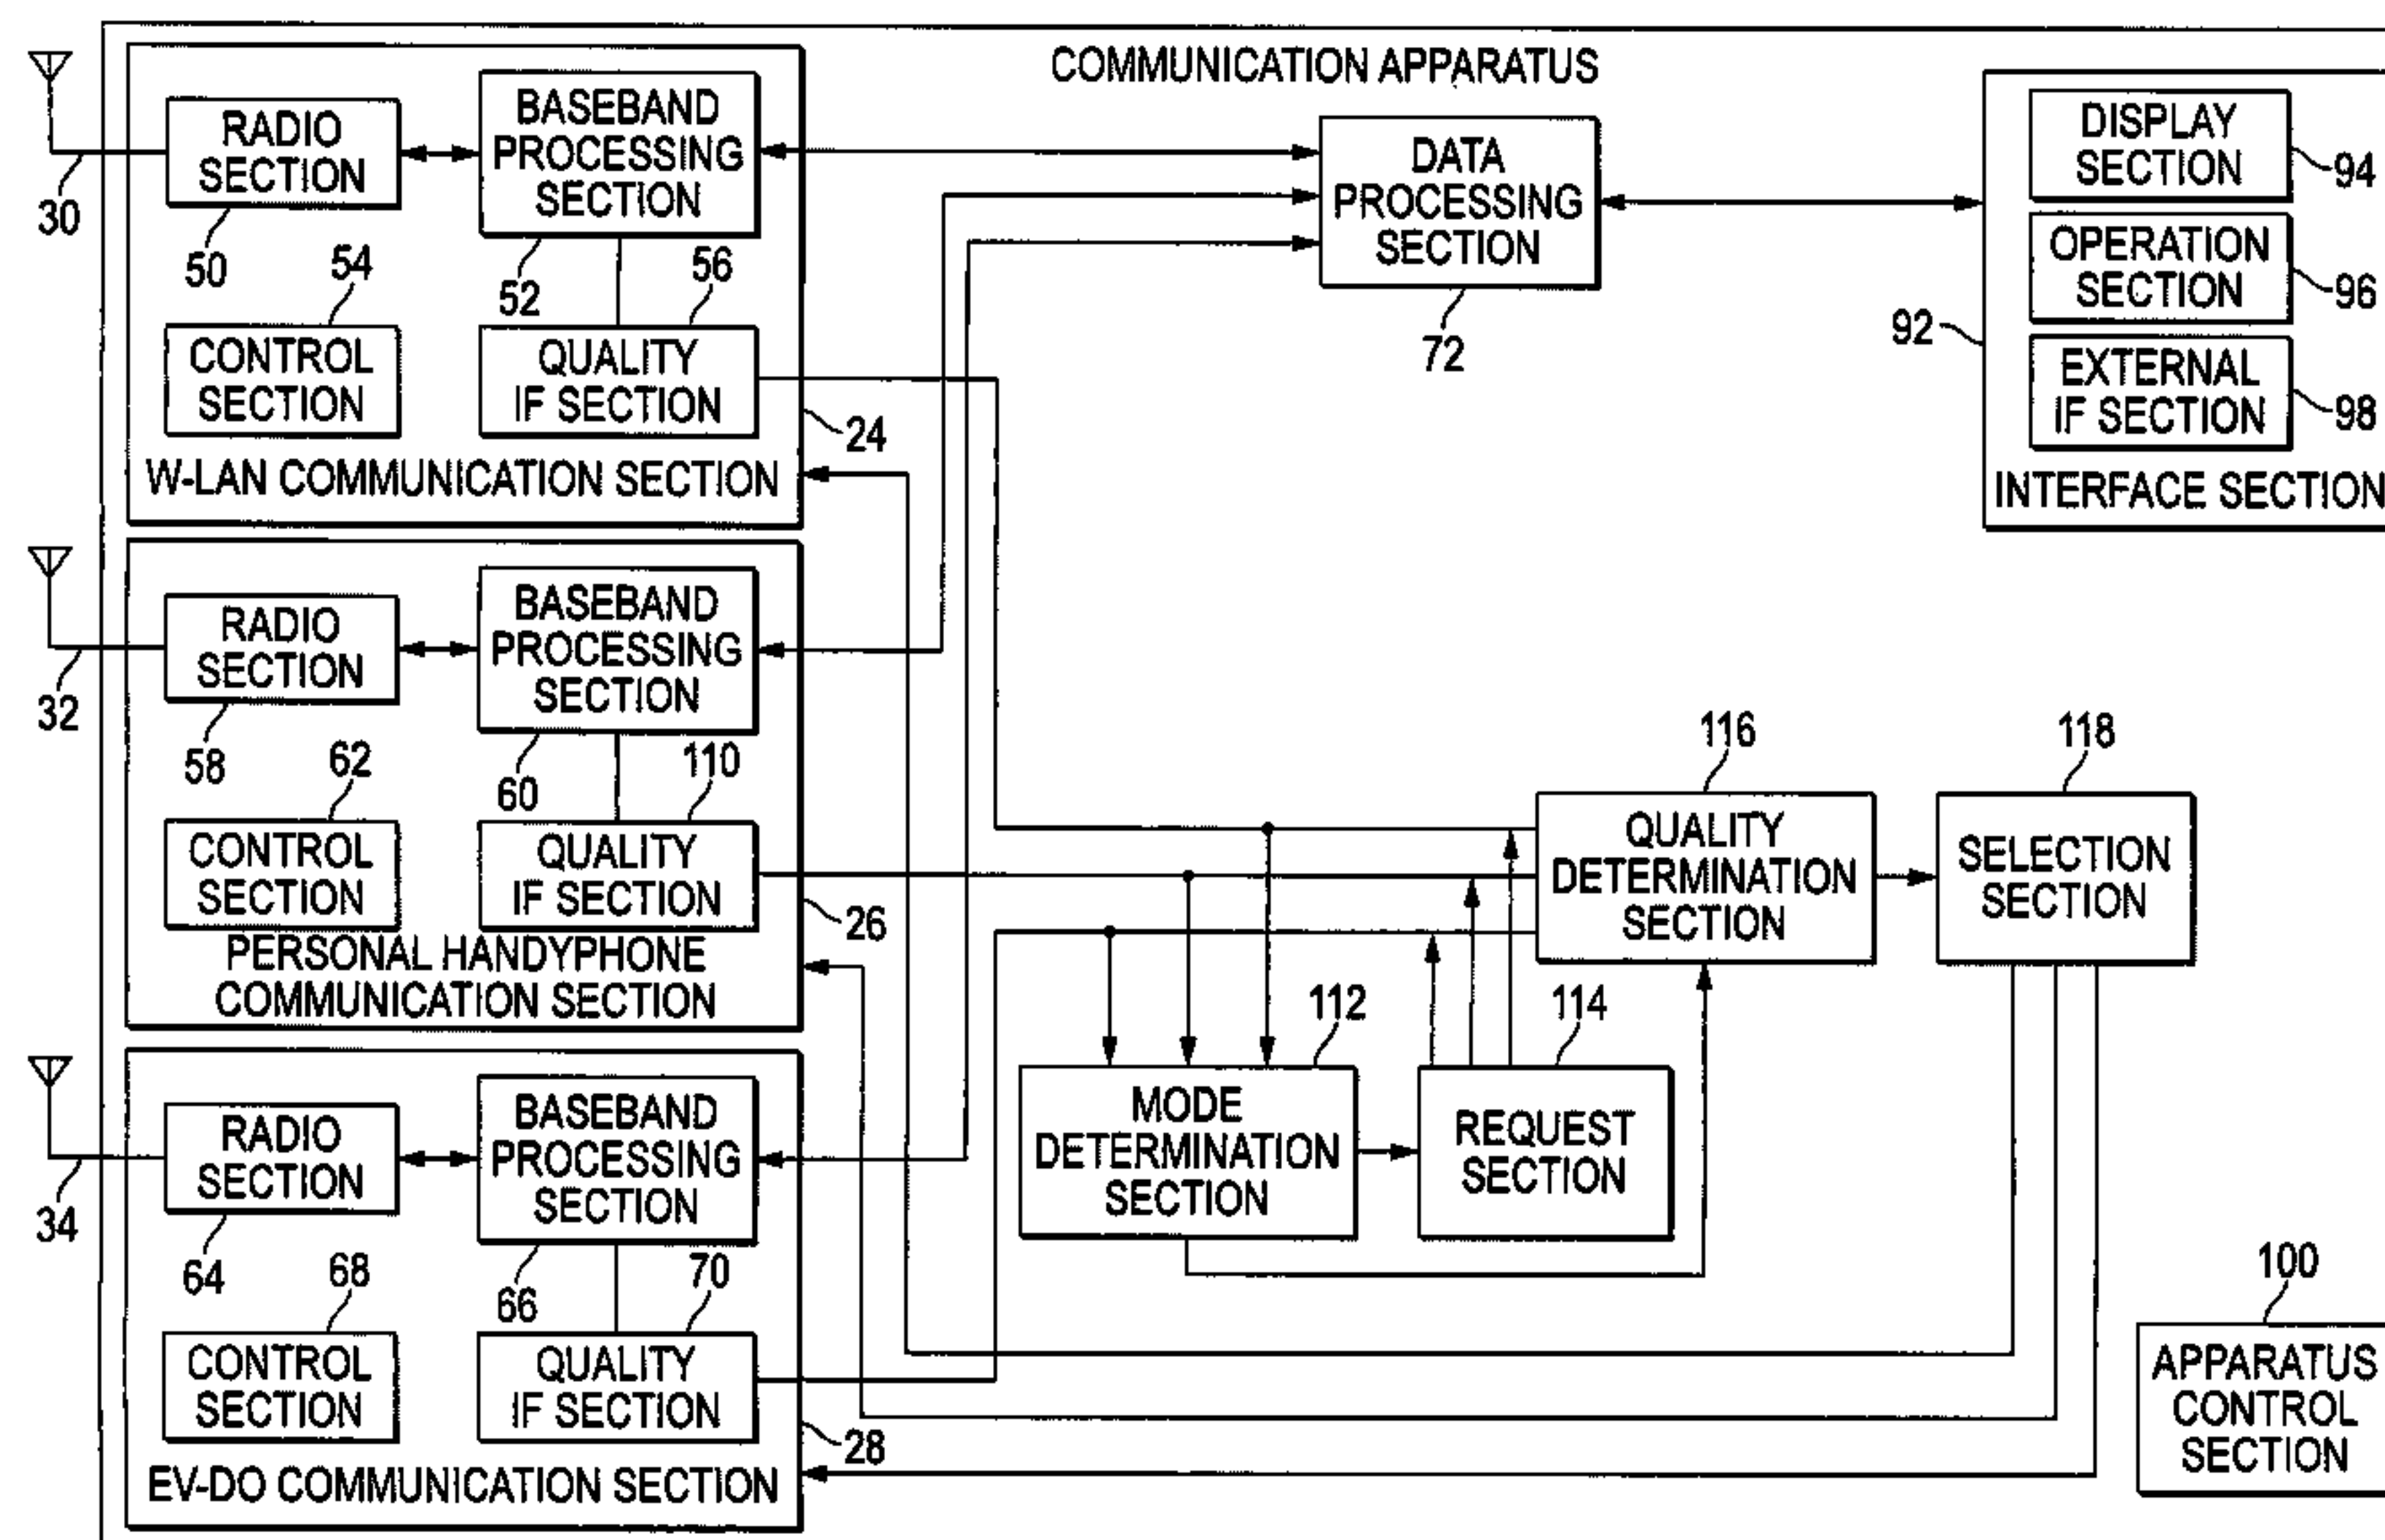 COMMUNICATION APPARATUS
30
RADIO
SECTION
50
BASEBAND
PROCESSING
SECTION
52
54
CONTROL
SECTION
56
QUALITY
IF SECTION
24
W-LAN COMMUNICATION SECTION
32
RADIO
SECTION
58
BASEBAND
PROCESSING
SECTION
60
62
CONTROL
SECTION
110
QUALITY
IF SECTION
26
PERSONAL HANDYPHONE
COMMUNICATION SECTION
34
RADIO
SECTION
64
BASEBAND
PROCESSING
SECTION
66
68
CONTROL
SECTION
70
QUALITY
IF SECTION
28
EV-DO COMMUNICATION SECTION
DATA
PROCESSING
SECTION
72
92
DISPLAY
SECTION
94
OPERATION
SECTION
96
EXTERNAL
IF SECTION
98
INTERFACE SECTION
116
QUALITY
DETERMINATION
SECTION
118
SELECTION
SECTION
112
MODE
DETERMINATION
SECTION
114
REQUEST
SECTION
100
APPARATUS
CONTROL
SECTION